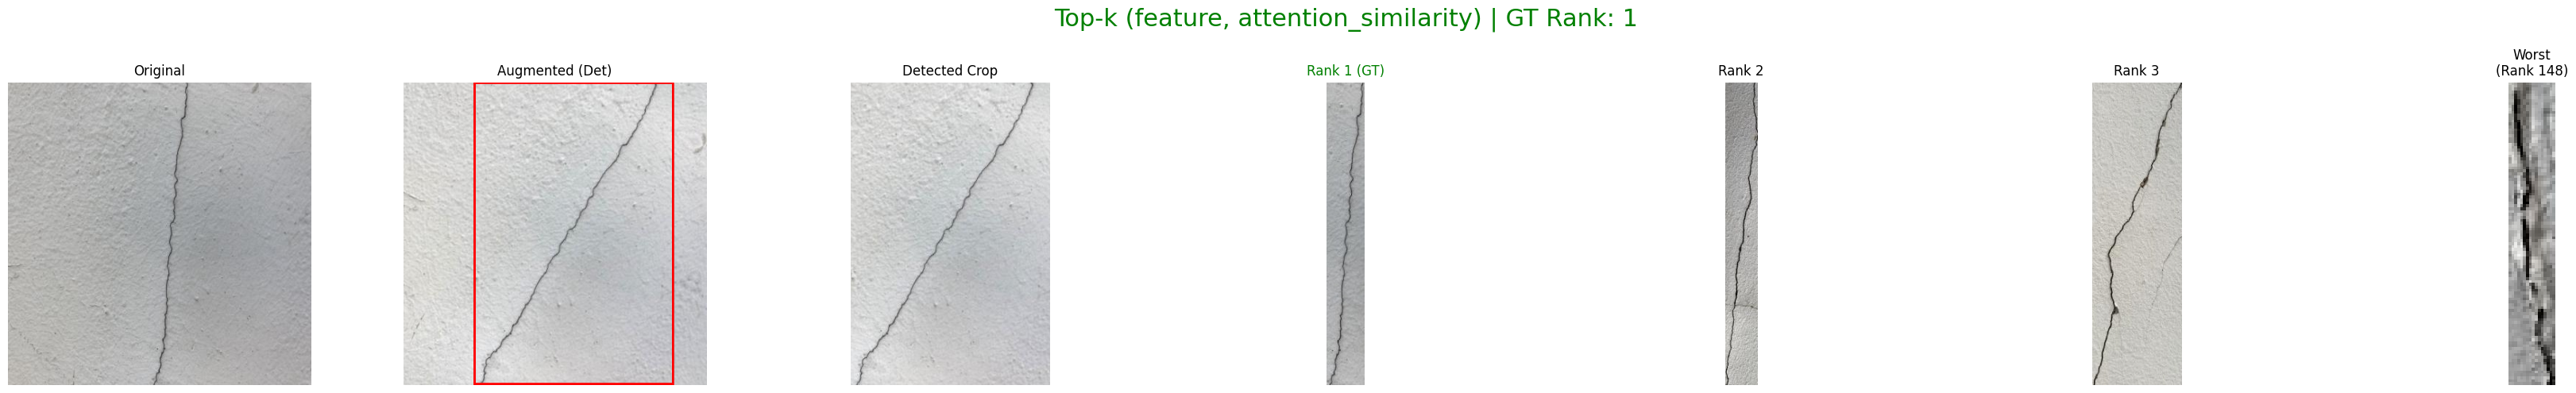 Top-k (feature, attention_similarity) | GT Rank: 1
Original
Augmented (Det)
Detected Crop
Rank 1 (GT)
Rank 2
Rank 3
Worst
(Rank 148)